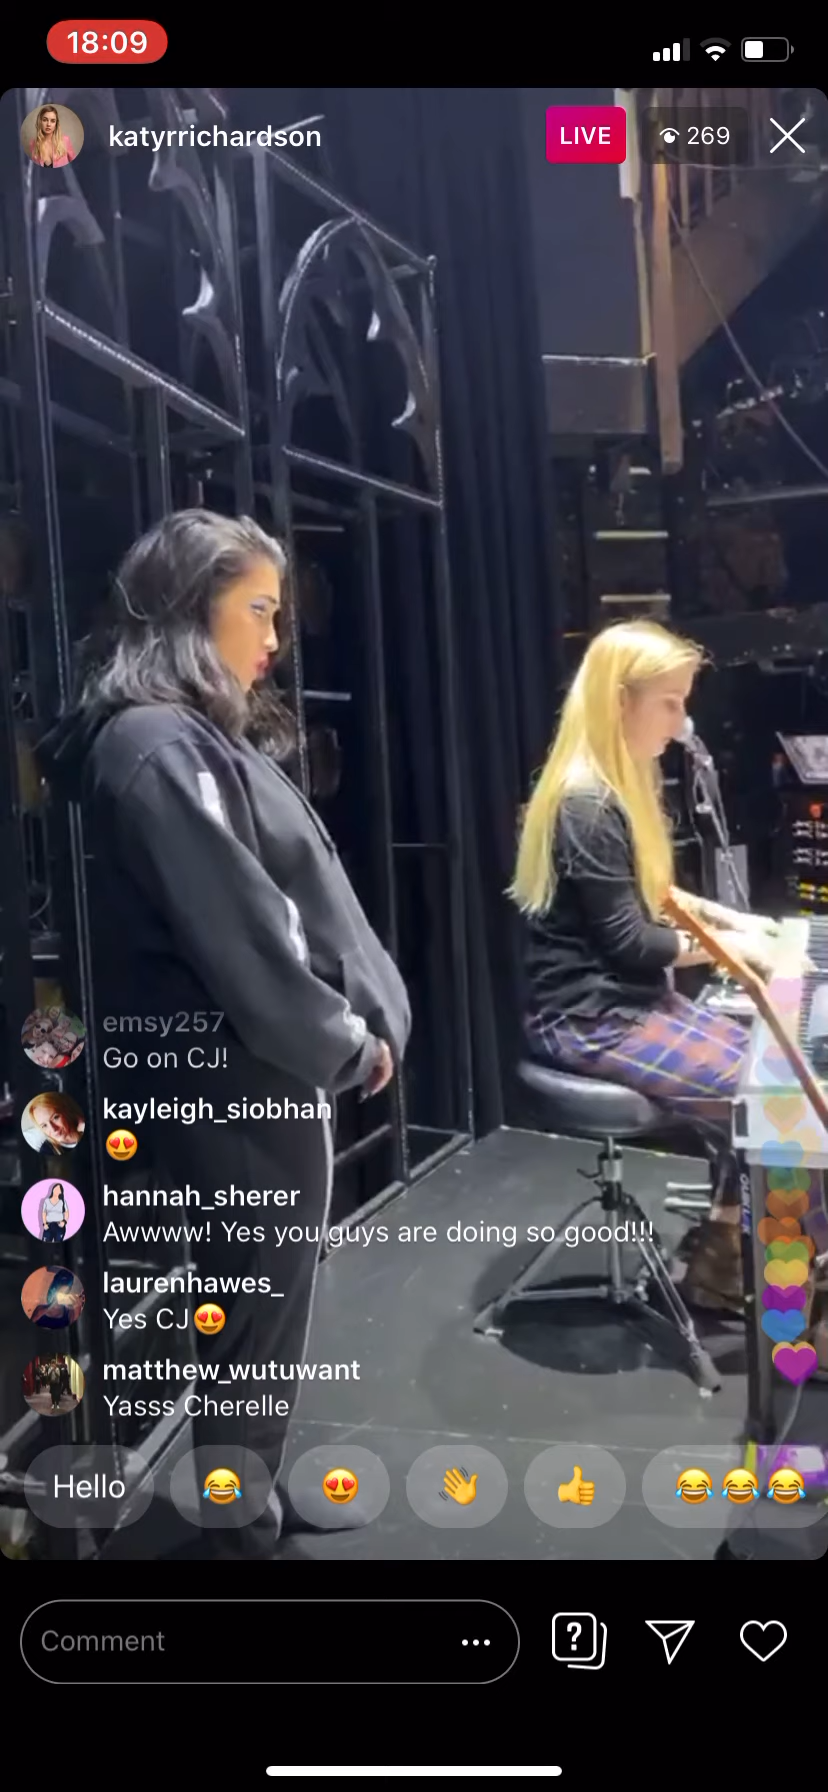 18:09
katyrrichardson
LIVE
269
emsy257
Go on CJ!
kayleigh_siobhan
😍
hannah_sherer
Awwww! Yes you guys are doing so good!!!
laurenhawes_
Yes CJ😍
matthew_wutuwant
Yasss Cherelle
Hello
😂
😍
👋
👍
😂😂😂
Comment